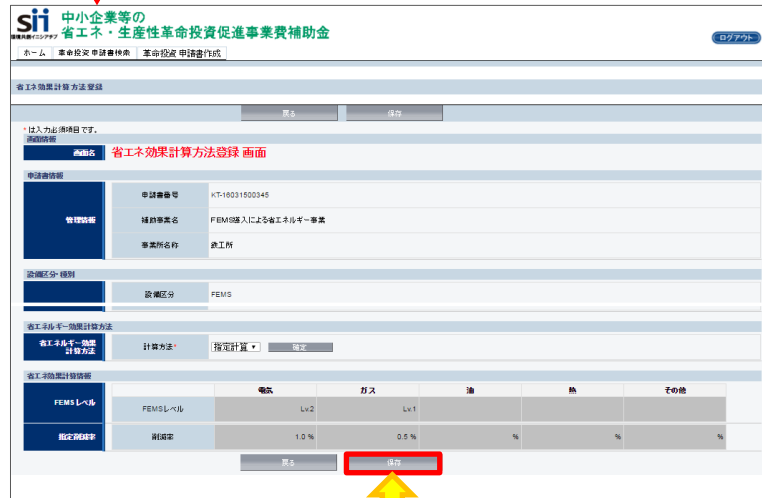 sii 中小企業等の
省エネ・生産性革命投資促進事業費補助金
ログアウト
ホーム 革命投資 申請書検索 革命投資 申請書作成
省エネ効果計算方法登録
戻る 保存
*は入力必須項目です。
画面情報
画面名 省エネ効果計算方法登録 画面
申請書情報
管理情報
申請書番号 KT-16031500345
補助事業名 FEMS導入による省エネルギー事業
事業所名称 鉄工所
設備区分・種別
設備区分 FEMS
省エネルギー効果計算方法
省エネルギー効果
計算方法
計算方法* 指定計算 ▼ 確定
省エネ効果計算情報
電気 ガス 油 熱 その他
FEMSレベル FEMSレベル Lv.2 Lv.1
指定削減率 削減率 1.0 % 0.5 % % % %
戻る 保存